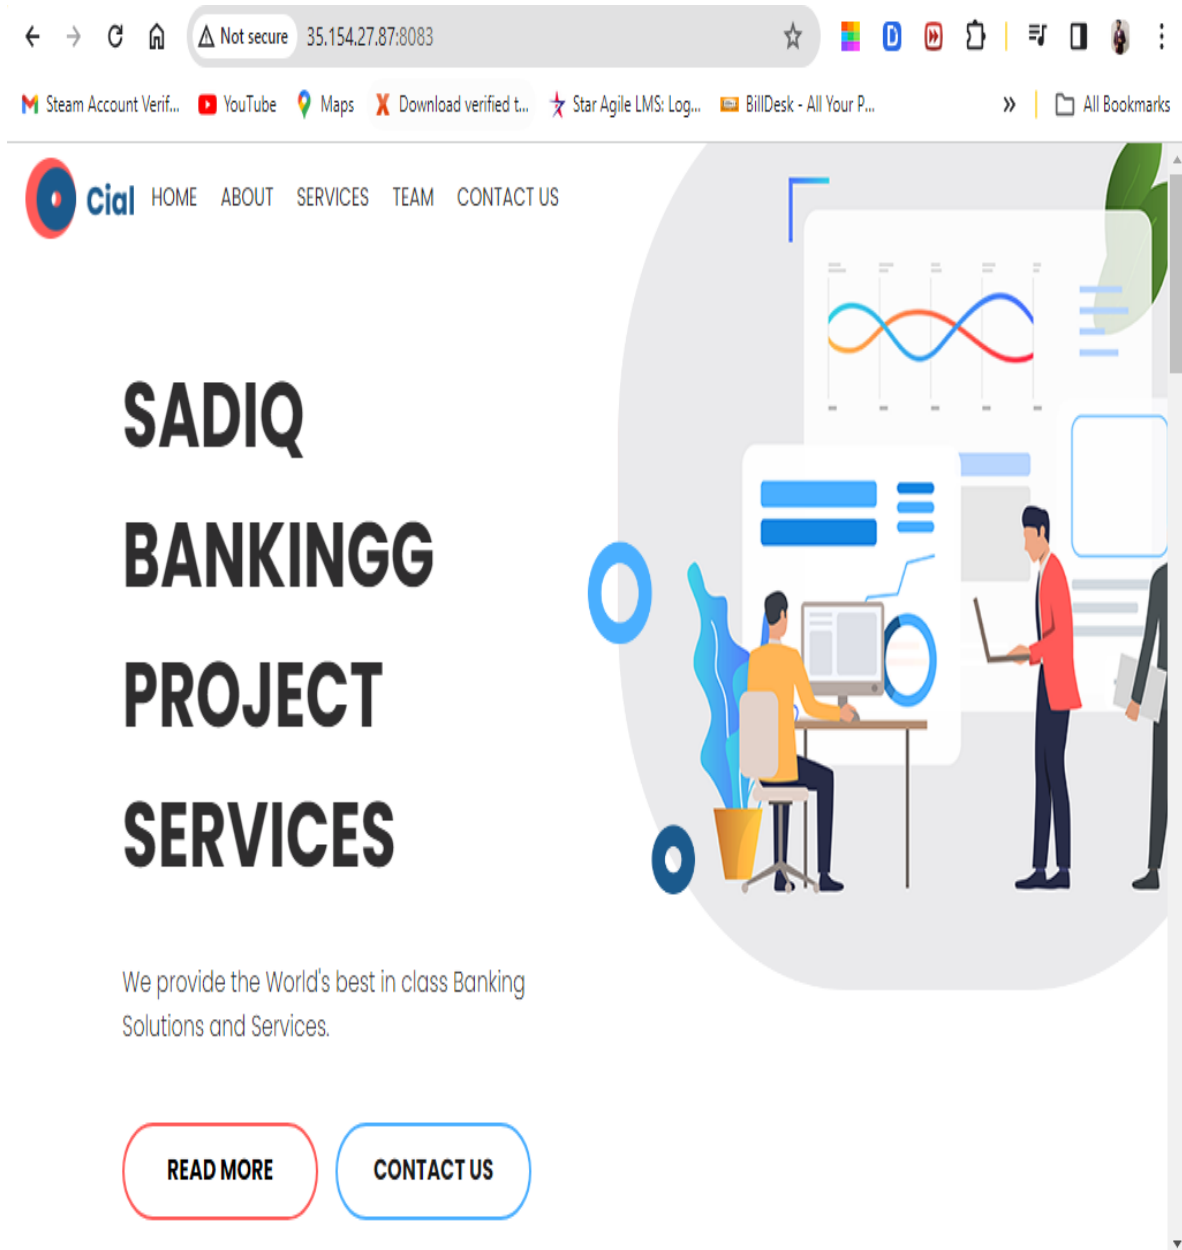 Not secure 35.154.27.87:8083
Steam Account Verif... YouTube Maps Download verified t... Star Agile LMS: Log... BillDesk - All Your P... » All Bookmarks
Cial HOME ABOUT SERVICES TEAM CONTACT US
SADIQ
BANKINGG
PROJECT
SERVICES
We provide the World's best in class Banking
Solutions and Services.
READ MORE CONTACT US